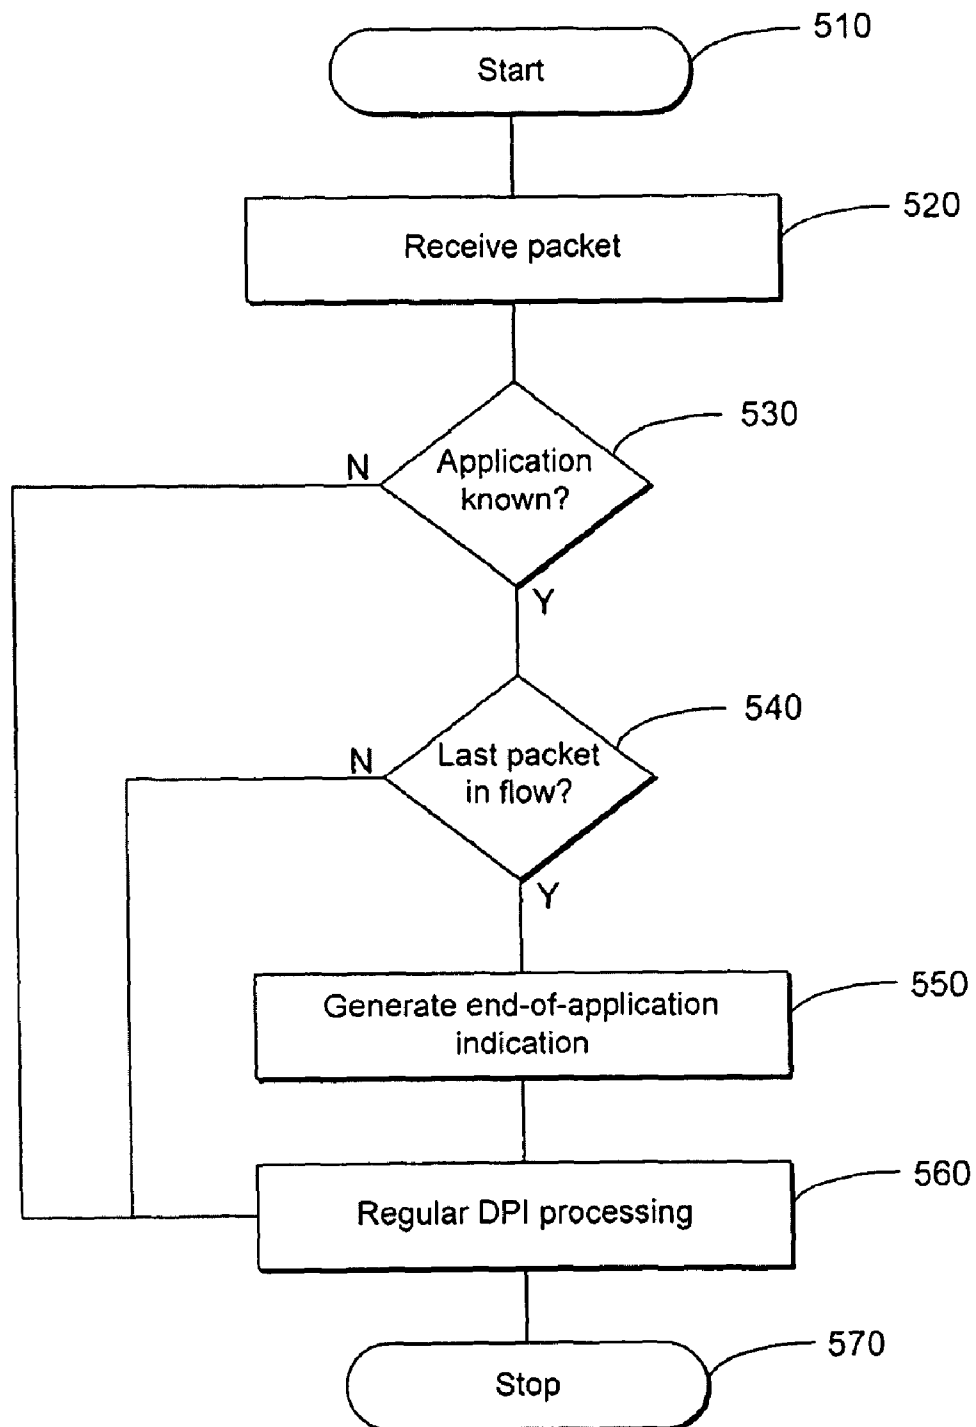 510
Start
520
Receive packet
530
N
Application
known?
Y
540
N
Last packet
in flow?
Y
550
Generate end-of-application
indication
560
Regular DPI processing
570
Stop